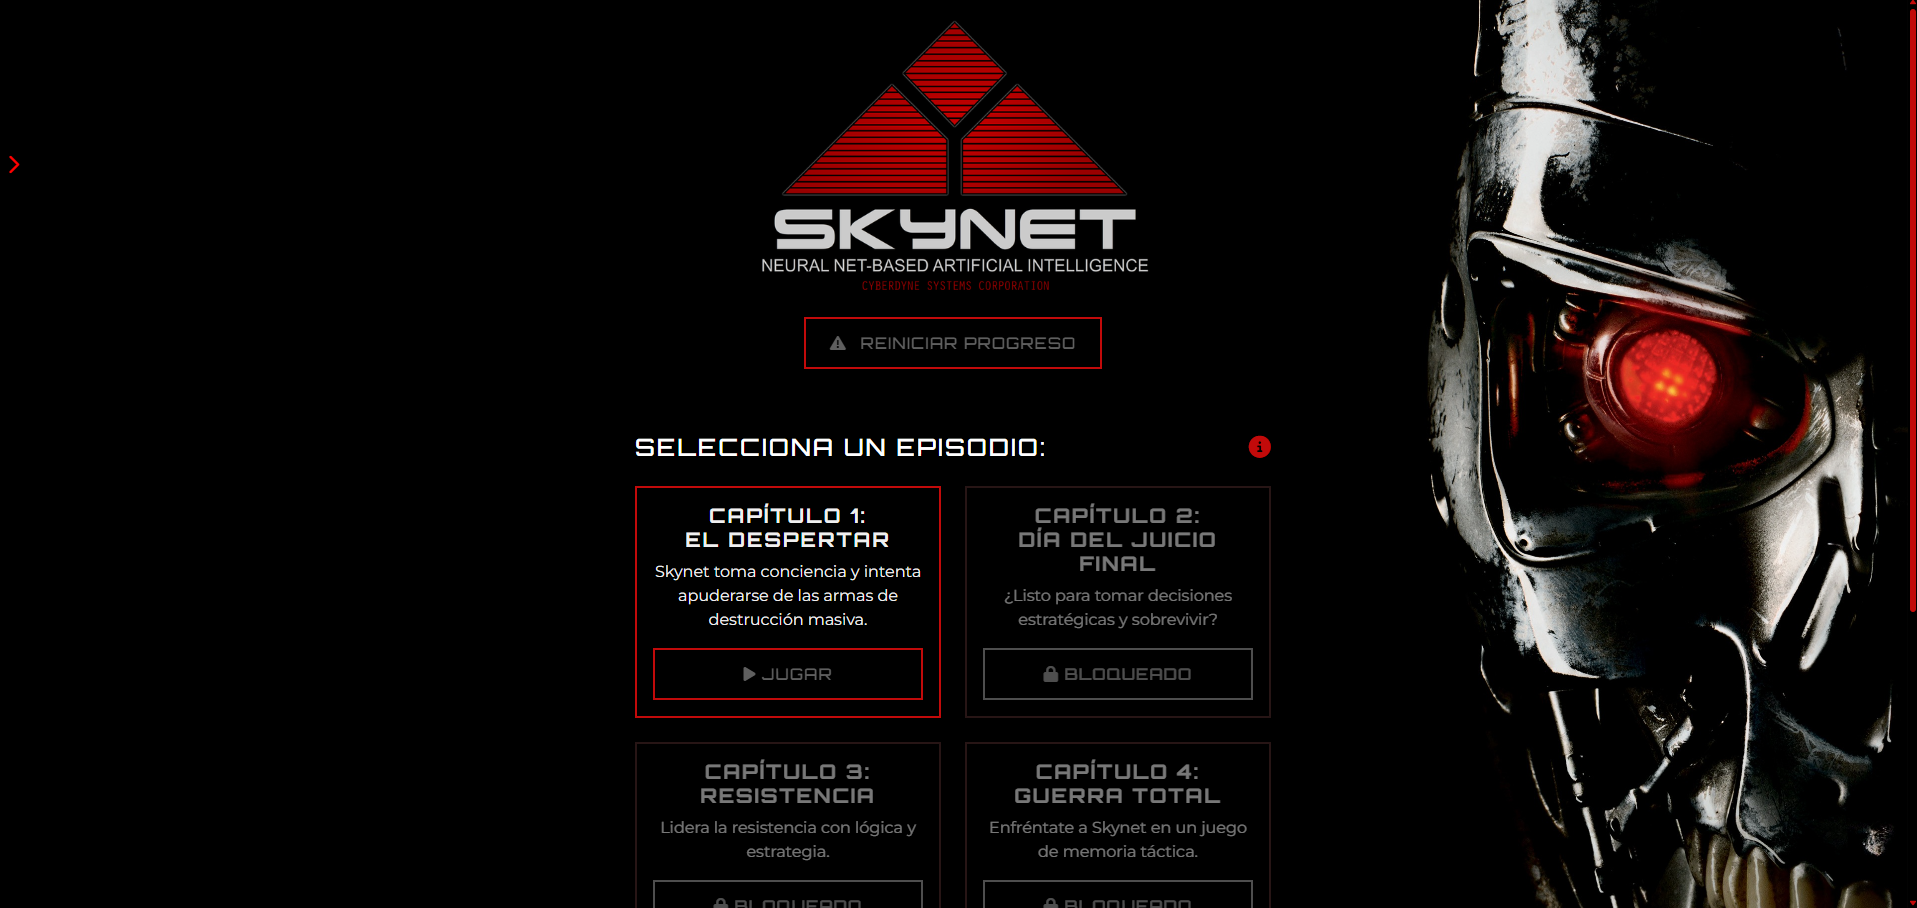 SKYNET
NEURAL NET-BASED ARTIFICIAL INTELLIGENCE
CYBERDYNE SYSTEMS CORPORATION
REINICIAR PROGRESO
SELECCIONA UN EPISODIO:
CAPÍTULO 1:
EL DESPERTAR
Skynet toma conciencia y intenta
apuderarse de las armas de
destrucción masiva.
JUGAR
CAPÍTULO 2:
DÍA DEL JUICIO
FINAL
¿Listo para tomar decisiones
estratégicas y sobrevivir?
BLOQUEADO
CAPÍTULO 3:
RESISTENCIA
Lidera la resistencia con lógica y
estrategia.
BLOQUEADO
CAPÍTULO 4:
GUERRA TOTAL
Enfréntate a Skynet en un juego
de memoria táctica.
BLOQUEADO